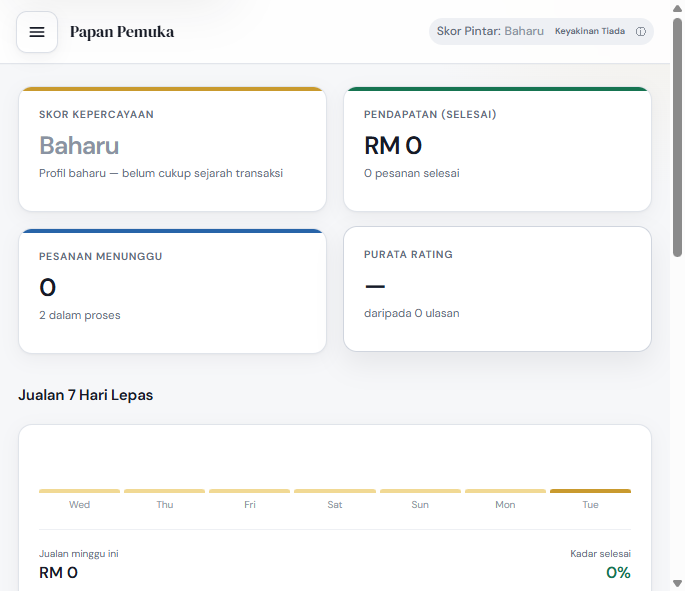 Papan Pemuka
Skor Pintar: Baharu Keyakinan Tiada ⓘ
SKOR KEPERCAYAAN
Baharu
Profil baharu — belum cukup sejarah transaksi
PENDAPATAN (SELESAI)
RM 0
0 pesanan selesai
PESANAN MENUNGGU
0
2 dalam proses
PURATA RATING
—
daripada 0 ulasan
Jualan 7 Hari Lepas
Wed Thu Fri Sat Sun Mon Tue
Jualan minggu ini
RM 0
Kadar selesai
0%